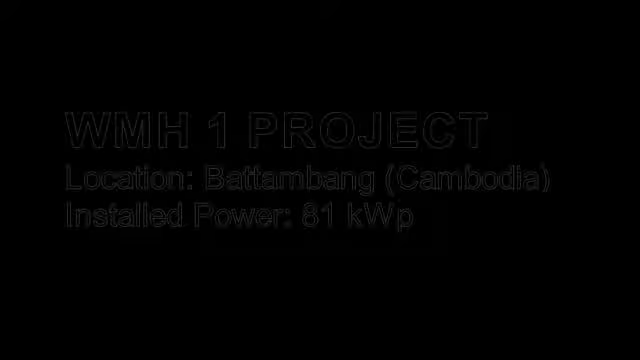 WMH 1 PROJECT
Location: Battambang (Cambodia)
Installed Power: 81 kWp